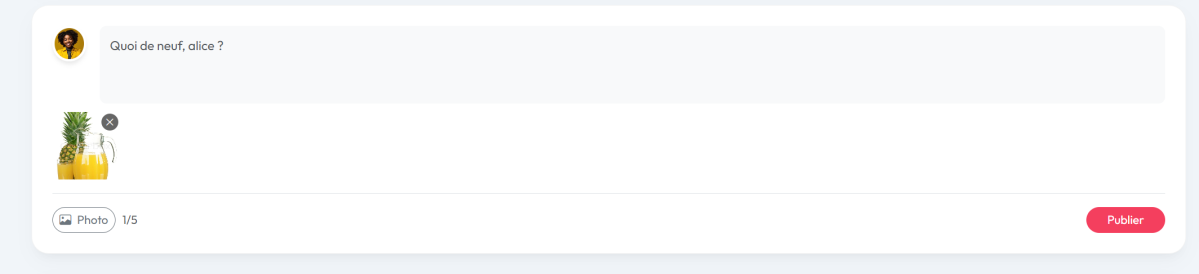 Quoi de neuf, alice ?
Photo 1/5
Publier